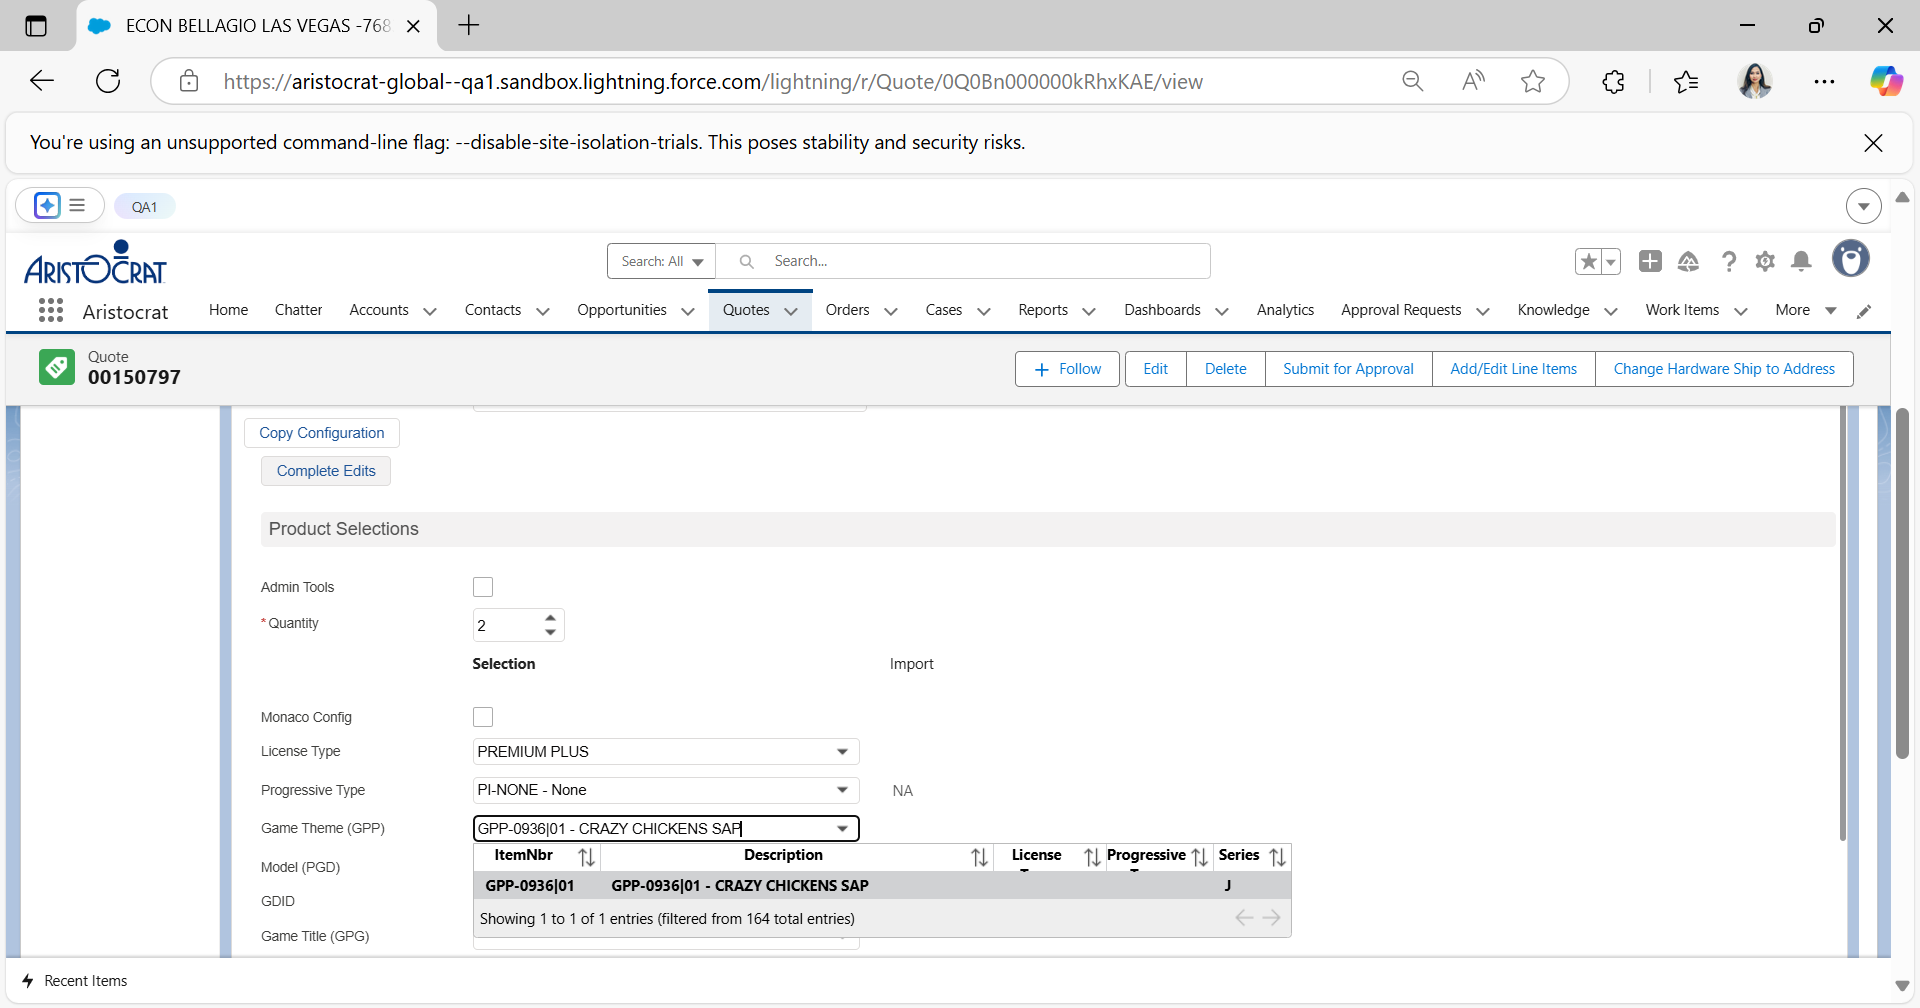 ECON BELLAGIO LAS VEGAS -768
https://aristocrat-global--qa1.sandbox.lightning.force.com/lightning/r/Quote/0Q0Bn000000kRhxKAE/view
You're using an unsupported command-line flag: --disable-site-isolation-trials. This poses stability and security risks.
QA1
ARISTOCRAT
Search: All
Search...
Aristocrat
Home
Chatter
Accounts
Contacts
Opportunities
Quotes
Orders
Cases
Reports
Dashboards
Analytics
Approval Requests
Knowledge
Work Items
More
Quote
00150797
Follow
Edit
Delete
Submit for Approval
Add/Edit Line Items
Change Hardware Ship to Address
Copy Configuration
Complete Edits
Product Selections
Admin Tools
*Quantity
2
Selection
Import
Monaco Config
License Type
PREMIUM PLUS
Progressive Type
PI-NONE - None
NA
Game Theme (GPP)
GPP-0936|01 - CRAZY CHICKENS SAP
ItemNbr
Description
License
Progressive
Series
Model (PGD)
GPP-0936|01
GPP-0936|01 - CRAZY CHICKENS SAP
J
GDID
Showing 1 to 1 of 1 entries (filtered from 164 total entries)
Game Title (GPG)
Recent Items